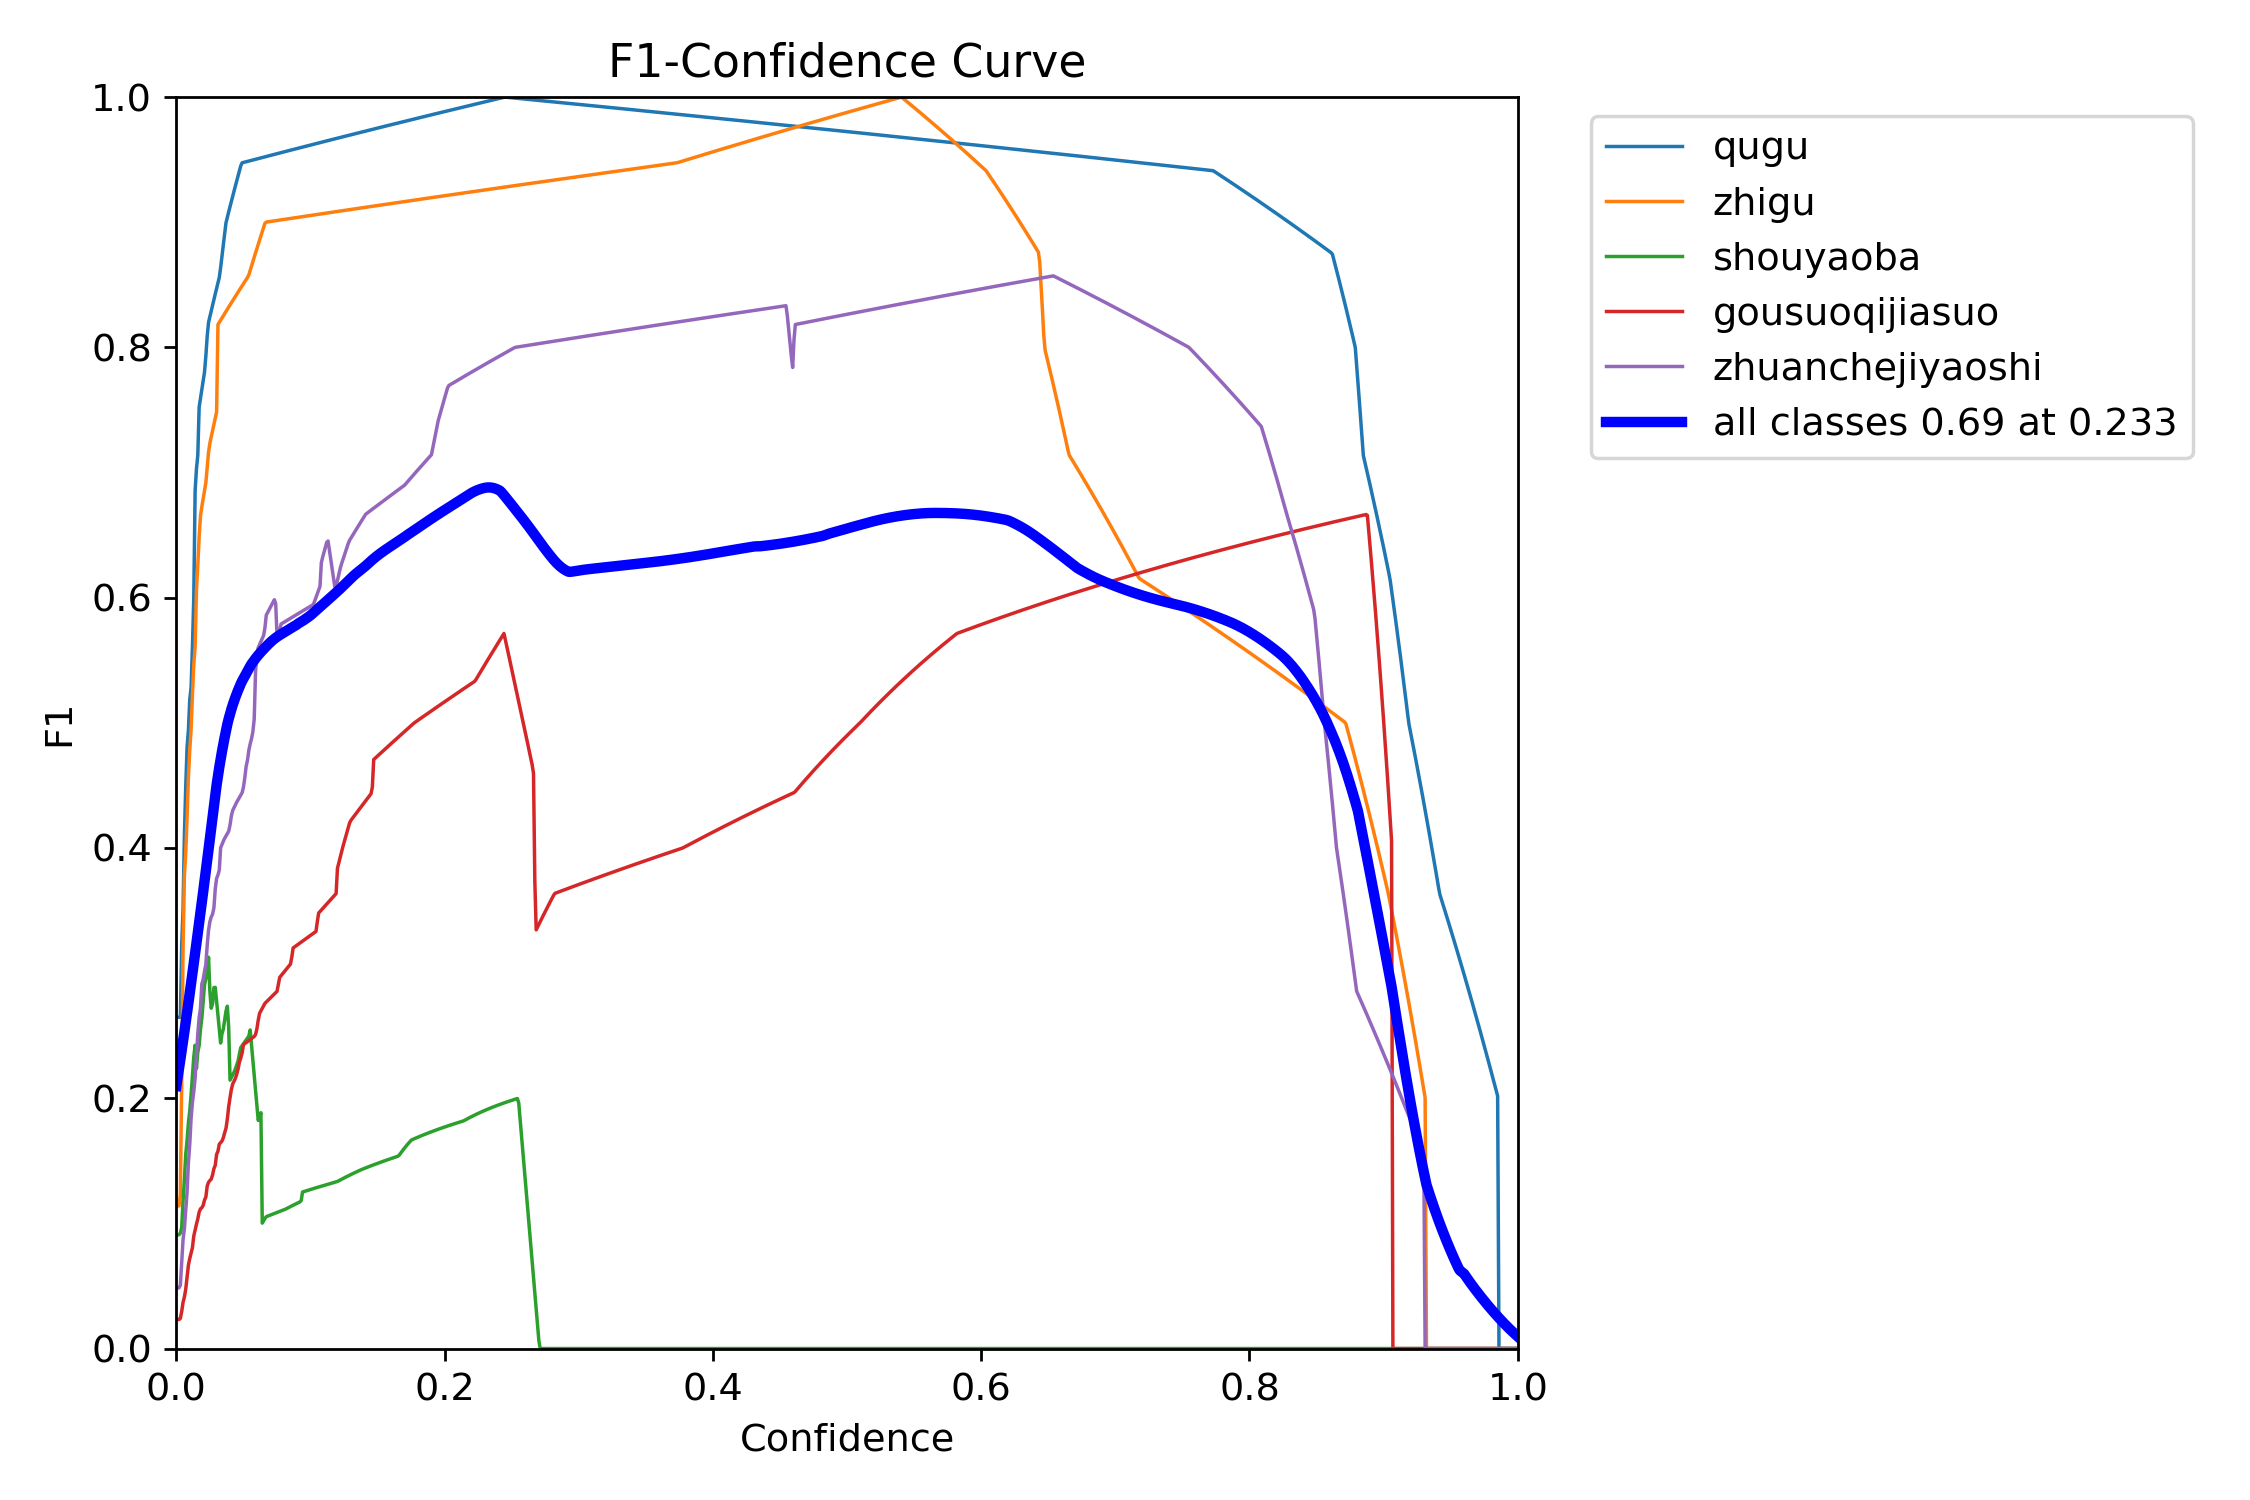 F1-Confidence Curve
1.0
0.8
0.6
0.4
0.2
0.0
F1
0.0 0.2 0.4 0.6 0.8 1.0
Confidence
qugu
zhigu
shouyaoba
gousuoqijiasuo
zhuanchejiyaoshi
all classes 0.69 at 0.233